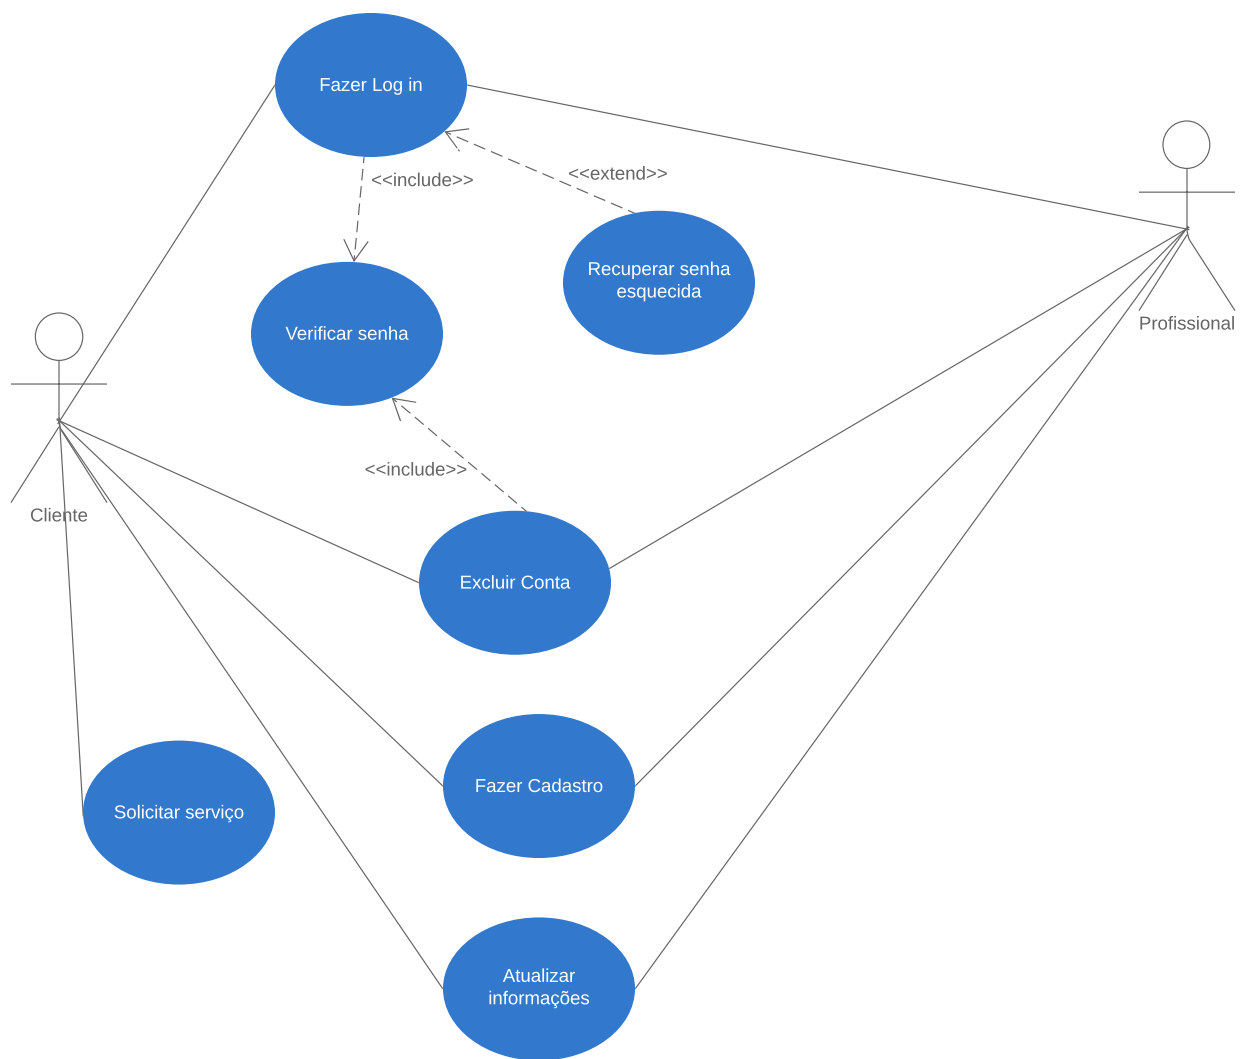 Fazer Log in
<<include>>
<<extend>>
Recuperar senha
esquecida
Verificar senha
Profissional
<<include>>
Cliente
Excluir Conta
Fazer Cadastro
Solicitar serviço
Atualizar
informações